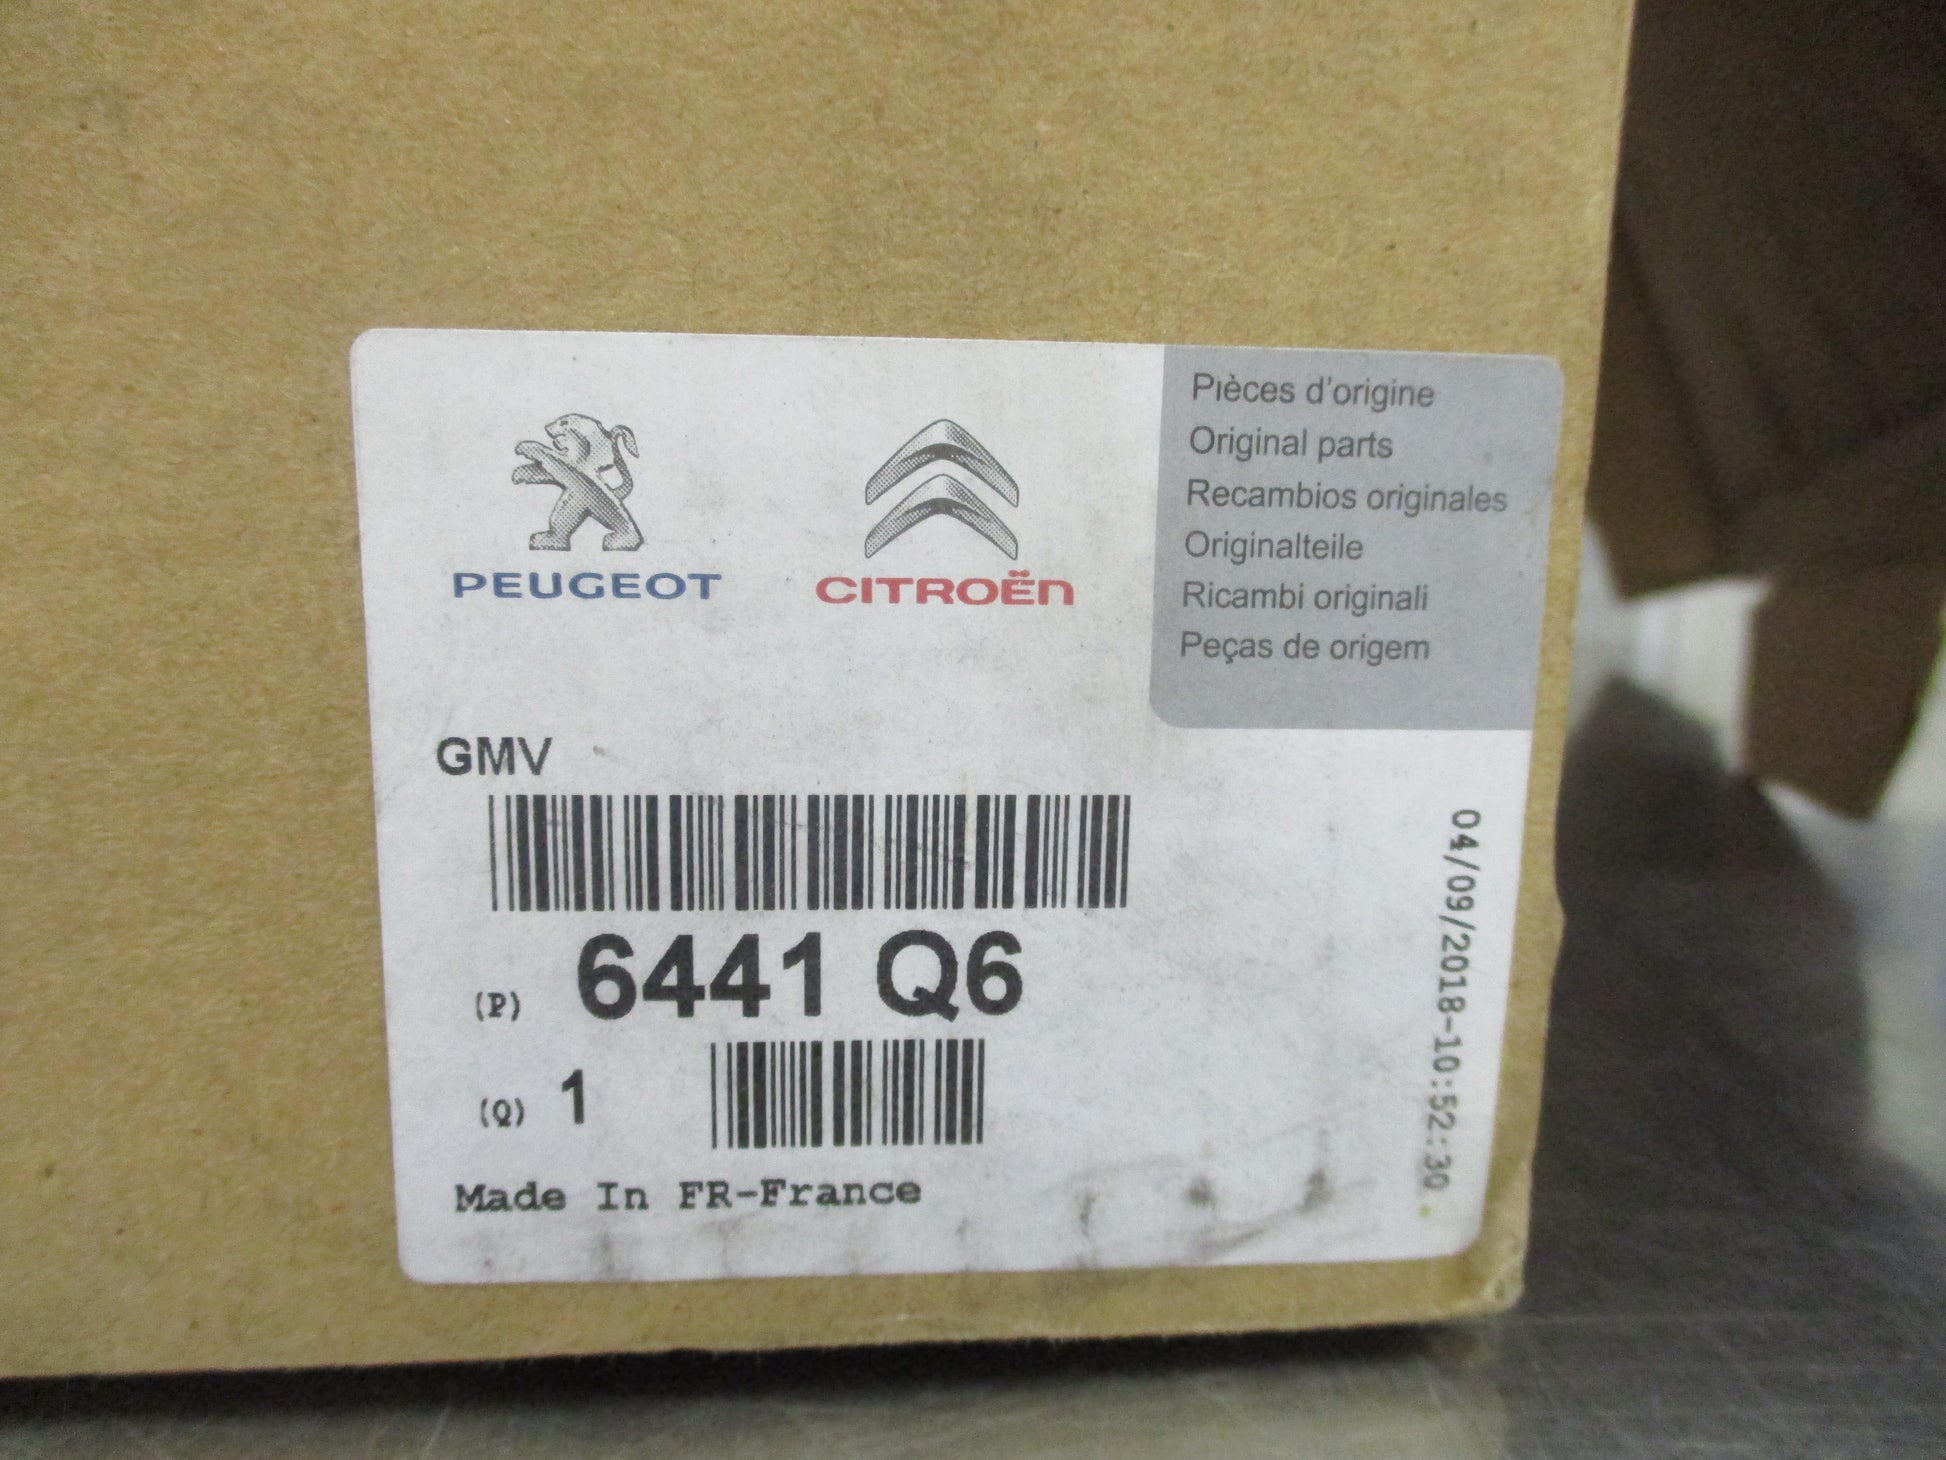 PEUGEOT
CITROËN
Pièces d'origine
Original parts
Recambios originales
Originalteile
Ricambi originali
Peças de origem
GMV
(P) 6441 Q6
(Q) 1
Made In FR-France
04/09/2018-10:52:30